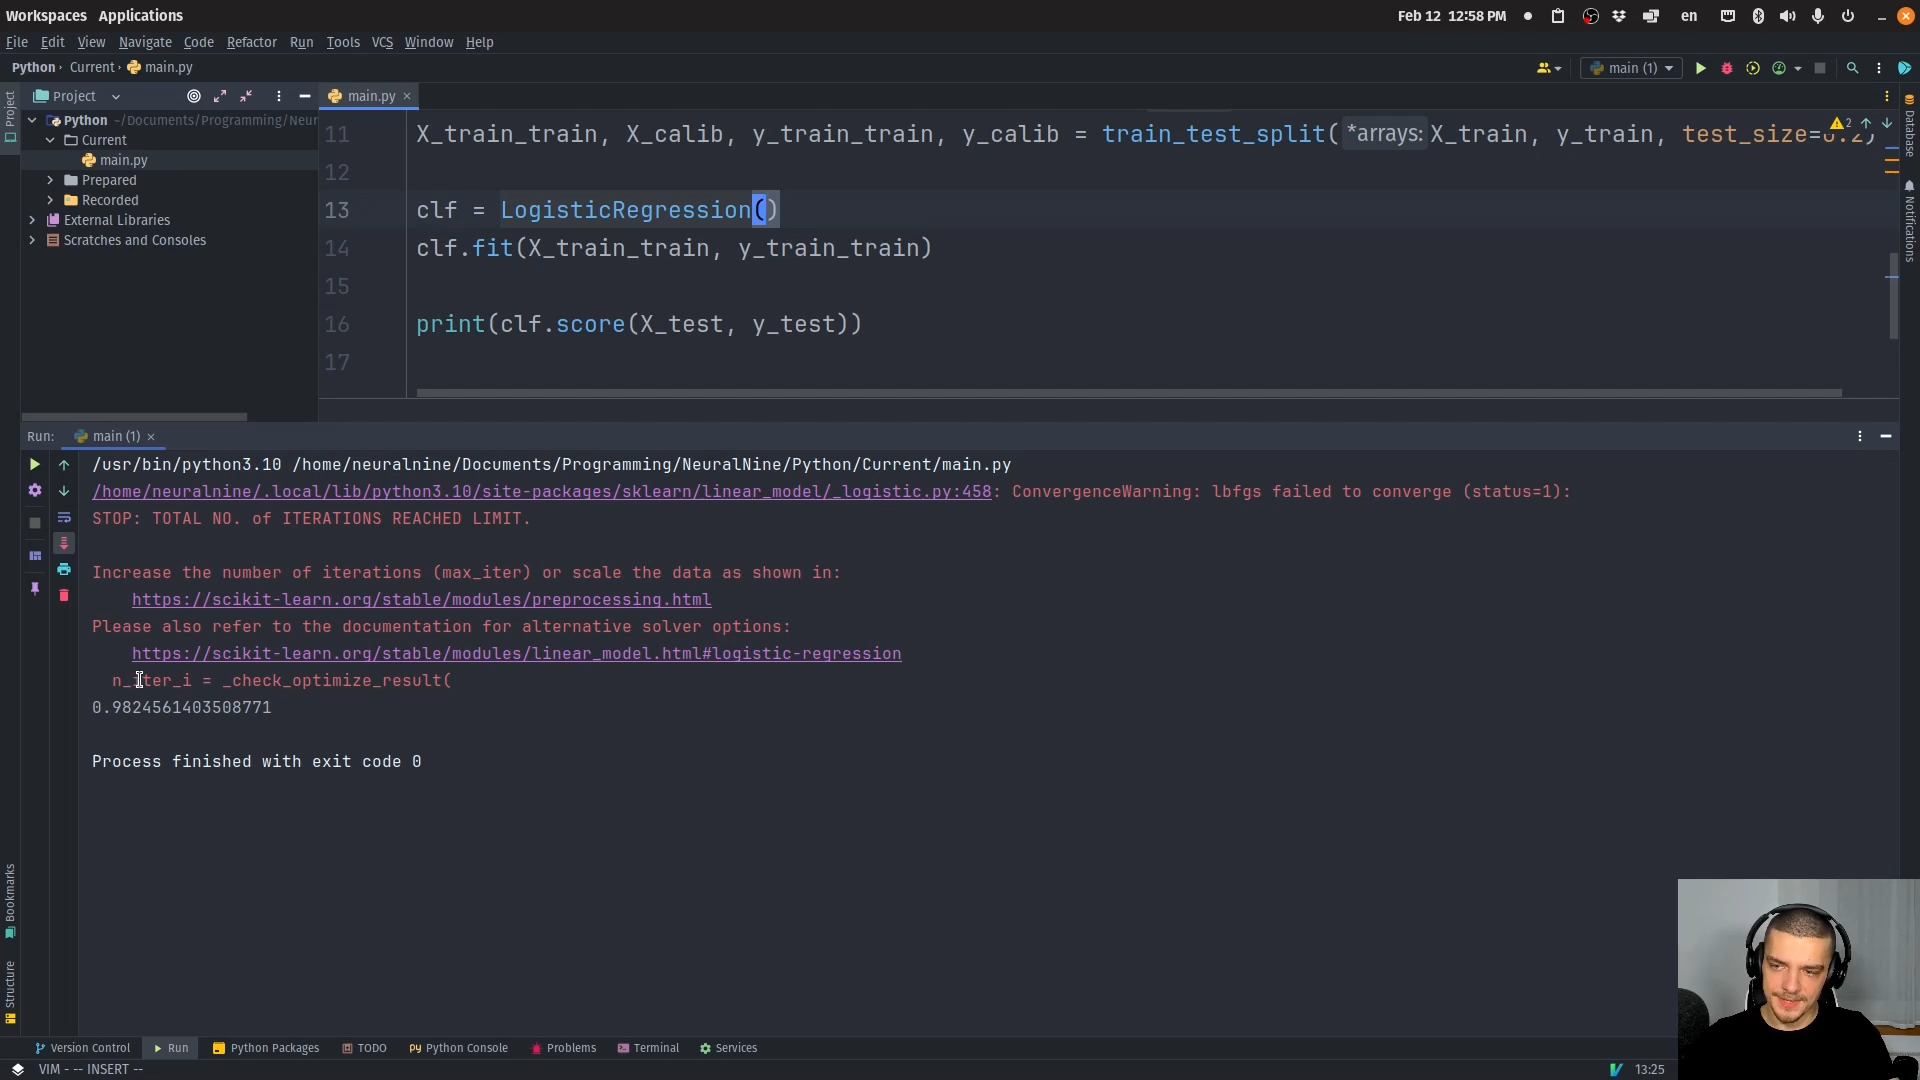 Workspaces Applications
Feb 12 12:58 PM
en
File Edit View Navigate Code Refactor Run Tools VCS Window Help
Python › Current › main.py
main (1)
Project
Project
main.py ×
Python ~/Documents/Programming/Neur
Current
main.py
Prepared
Recorded
External Libraries
Scratches and Consoles
11 X_train_train, X_calib, y_train_train, y_calib = train_test_split( *arrays: X_train, y_train, test_size=0.2)
2
12
13 clf = LogisticRegression()
14 clf.fit(X_train_train, y_train_train)
15
16 print(clf.score(X_test, y_test))
17
Database
Notifications
Run: main (1) ×
/usr/bin/python3.10 /home/neuralnine/Documents/Programming/NeuralNine/Python/Current/main.py
/home/neuralnine/.local/lib/python3.10/site-packages/sklearn/linear_model/_logistic.py:458: ConvergenceWarning: lbfgs failed to converge (status=1):
STOP: TOTAL NO. of ITERATIONS REACHED LIMIT.
Increase the number of iterations (max_iter) or scale the data as shown in:
https://scikit-learn.org/stable/modules/preprocessing.html
Please also refer to the documentation for alternative solver options:
https://scikit-learn.org/stable/modules/linear_model.html#logistic-regression
n_iter_i = _check_optimize_result(
0.9824561403508771
Process finished with exit code 0
Bookmarks
Structure
Version Control Run Python Packages TODO Python Console Problems Terminal Services
VIM - -- INSERT --
13:25